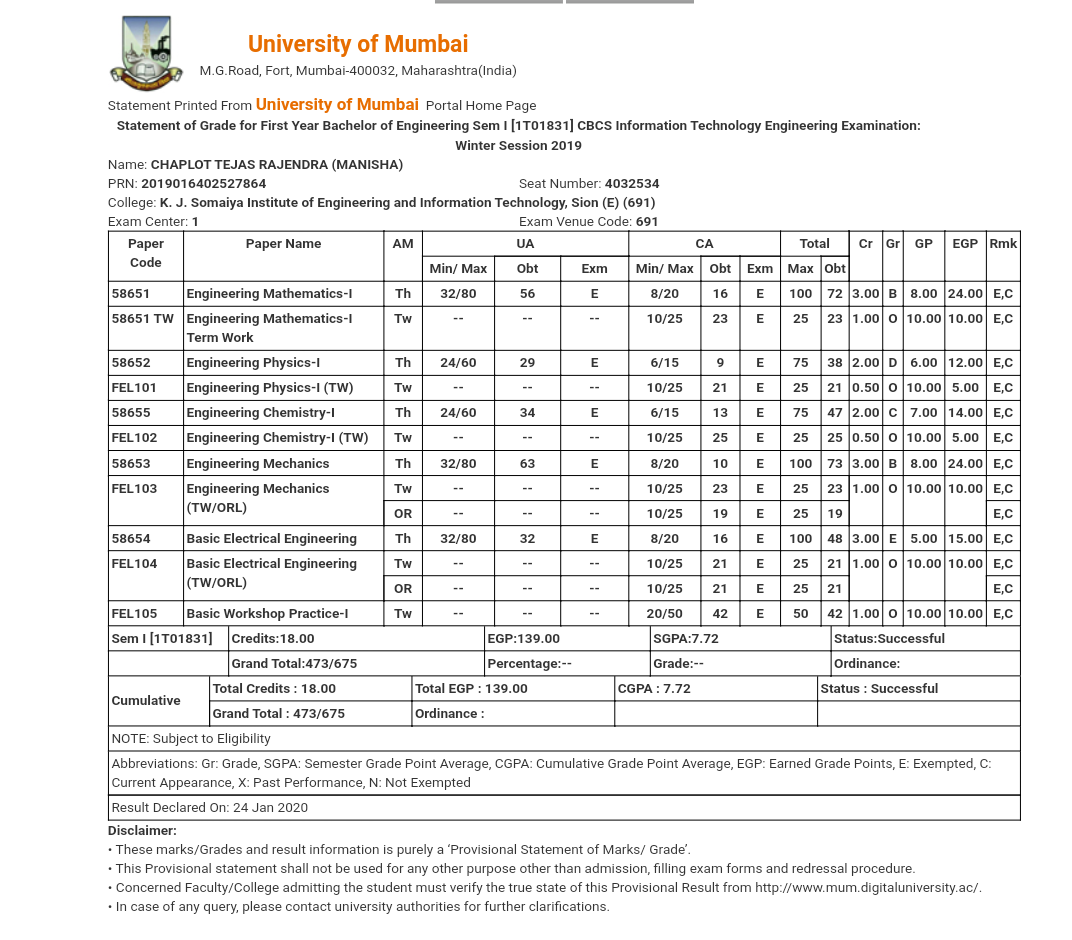 University of Mumbai
M.G.Road, Fort, Mumbai-400032, Maharashtra(India)
Statement Printed From University of Mumbai Portal Home Page
Statement of Grade for First Year Bachelor of Engineering Sem I [1T01831] CBCS Information Technology Engineering Examination:
Winter Session 2019
Name: CHAPLOT TEJAS RAJENDRA (MANISHA)
PRN: 2019016402527864 Seat Number: 4032534
College: K. J. Somaiya Institute of Engineering and Information Technology, Sion (E) (691)
Exam Center: 1 Exam Venue Code: 691
Paper Code Paper Name AM UA CA Total Cr Gr GP EGP Rmk
Min/ Max Obt Exm Min/ Max Obt Exm Max Obt
58651 Engineering Mathematics-I Th 32/80 56 E 8/20 16 E 100 72 3.00 B 8.00 24.00 E,C
58651 TW Engineering Mathematics-I Tw -- -- -- 10/25 23 E 25 23 1.00 O 10.00 10.00 E,C
Term Work
58652 Engineering Physics-I Th 24/60 29 E 6/15 9 E 75 38 2.00 D 6.00 12.00 E,C
FEL101 Engineering Physics-I (TW) Tw -- -- -- 10/25 21 E 25 21 0.50 O 10.00 5.00 E,C
58655 Engineering Chemistry-I Th 24/60 34 E 6/15 13 E 75 47 2.00 C 7.00 14.00 E,C
FEL102 Engineering Chemistry-I (TW) Tw -- -- -- 10/25 25 E 25 25 0.50 O 10.00 5.00 E,C
58653 Engineering Mechanics Th 32/80 63 E 8/20 10 E 100 73 3.00 B 8.00 24.00 E,C
FEL103 Engineering Mechanics Tw -- -- -- 10/25 23 E 25 23 1.00 O 10.00 10.00 E,C
(TW/ORL) OR -- -- -- 10/25 19 E 25 19 E,C
58654 Basic Electrical Engineering Th 32/80 32 E 8/20 16 E 100 48 3.00 E 5.00 15.00 E,C
FEL104 Basic Electrical Engineering Tw -- -- -- 10/25 21 E 25 21 1.00 O 10.00 10.00 E,C
(TW/ORL) OR -- -- -- 10/25 21 E 25 21 E,C
FEL105 Basic Workshop Practice-I Tw -- -- -- 20/50 42 E 50 42 1.00 O 10.00 10.00 E,C
Sem I [1T01831] Credits:18.00 EGP:139.00 SGPA:7.72 Status:Successful
Grand Total:473/675 Percentage:-- Grade:-- Ordinance:
Cumulative Total Credits : 18.00 Total EGP : 139.00 CGPA : 7.72 Status : Successful
Grand Total : 473/675 Ordinance :
NOTE: Subject to Eligibility
Abbreviations: Gr: Grade, SGPA: Semester Grade Point Average, CGPA: Cumulative Grade Point Average, EGP: Earned Grade Points, E: Exempted, C:
Current Appearance, X: Past Performance, N: Not Exempted
Result Declared On: 24 Jan 2020
Disclaimer:
• These marks/Grades and result information is purely a ‘Provisional Statement of Marks/ Grade’.
• This Provisional statement shall not be used for any other purpose other than admission, filling exam forms and redressal procedure.
• Concerned Faculty/College admitting the student must verify the true state of this Provisional Result from http://www.mum.digitaluniversity.ac/.
• In case of any query, please contact university authorities for further clarifications.